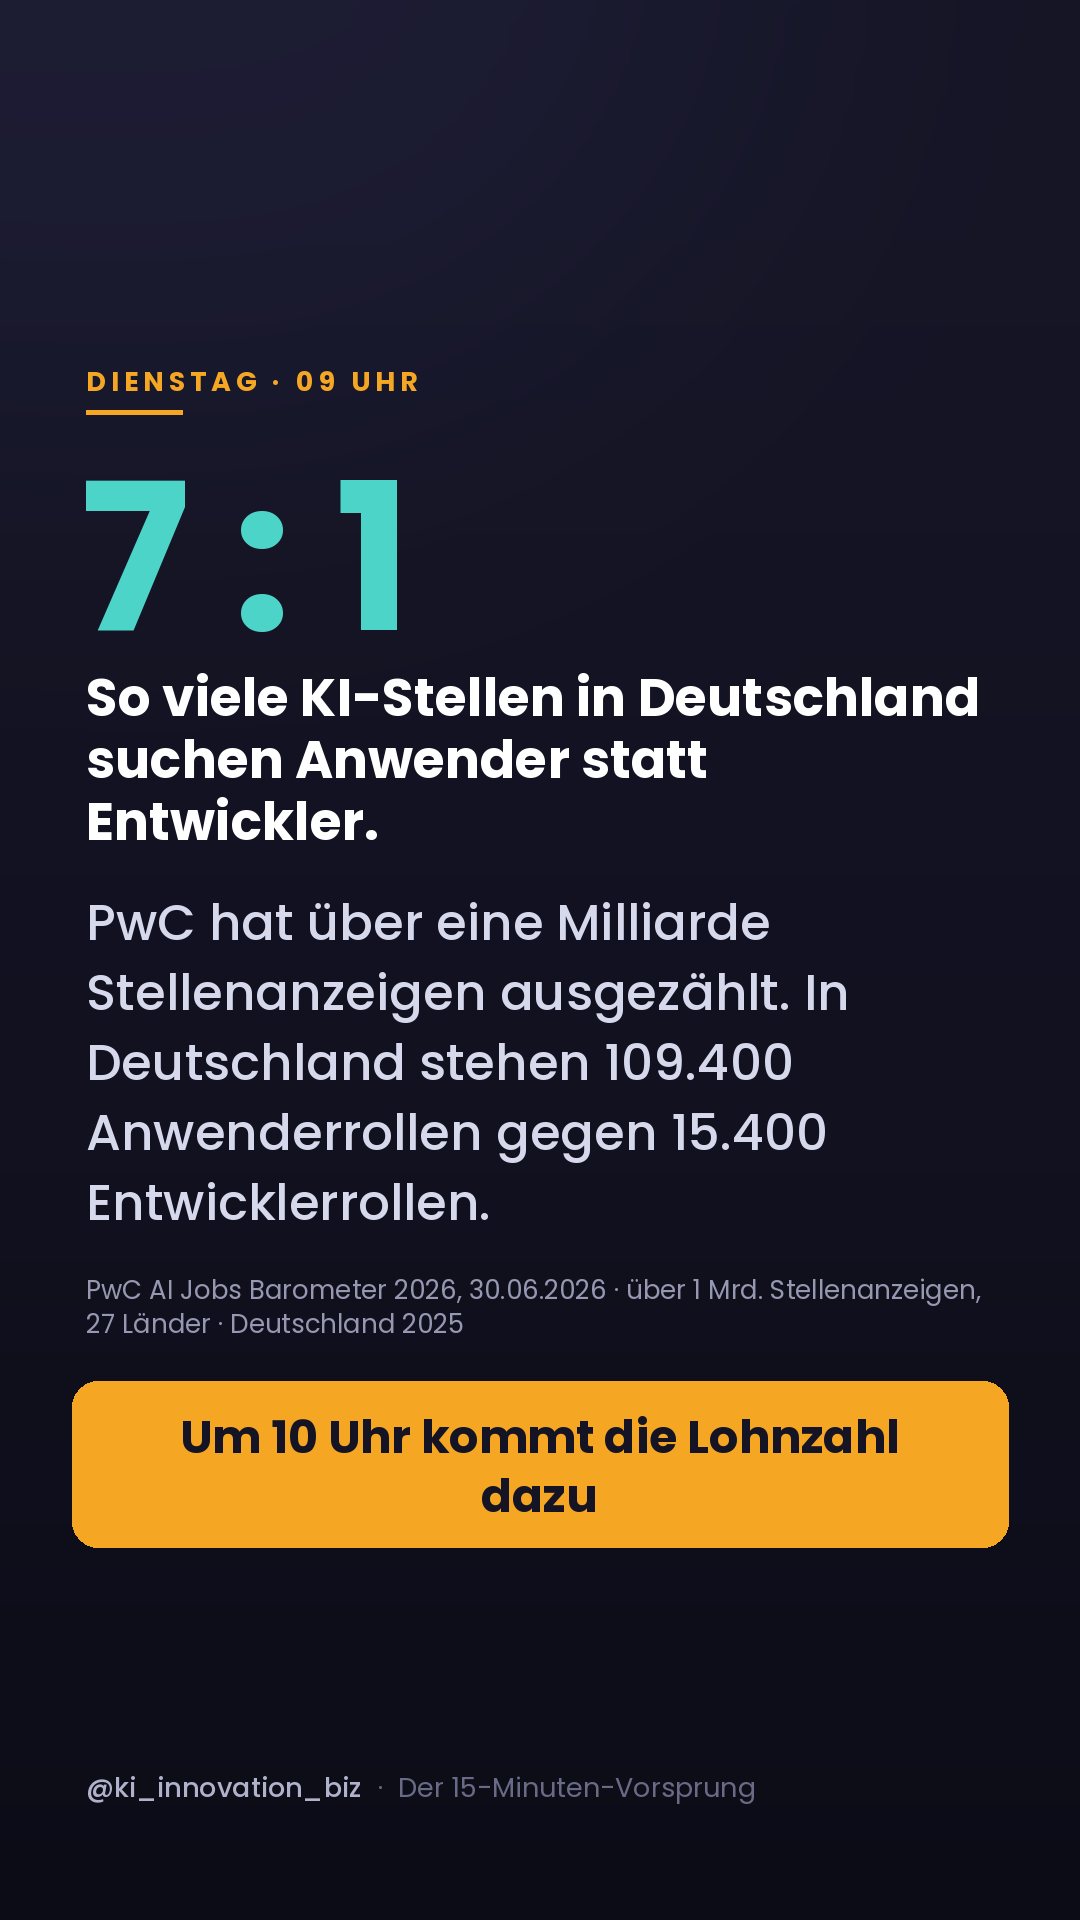 DIENSTAG · 09 UHR
7 : 1
So viele KI-Stellen in Deutschland
suchen Anwender statt
Entwickler.
PwC hat über eine Milliarde
Stellenanzeigen ausgezählt. In
Deutschland stehen 109.400
Anwenderrollen gegen 15.400
Entwicklerrollen.
PwC AI Jobs Barometer 2026, 30.06.2026 · über 1 Mrd. Stellenanzeigen,
27 Länder · Deutschland 2025
Um 10 Uhr kommt die Lohnzahl
dazu
@ki_innovation_biz · Der 15-Minuten-Vorsprung